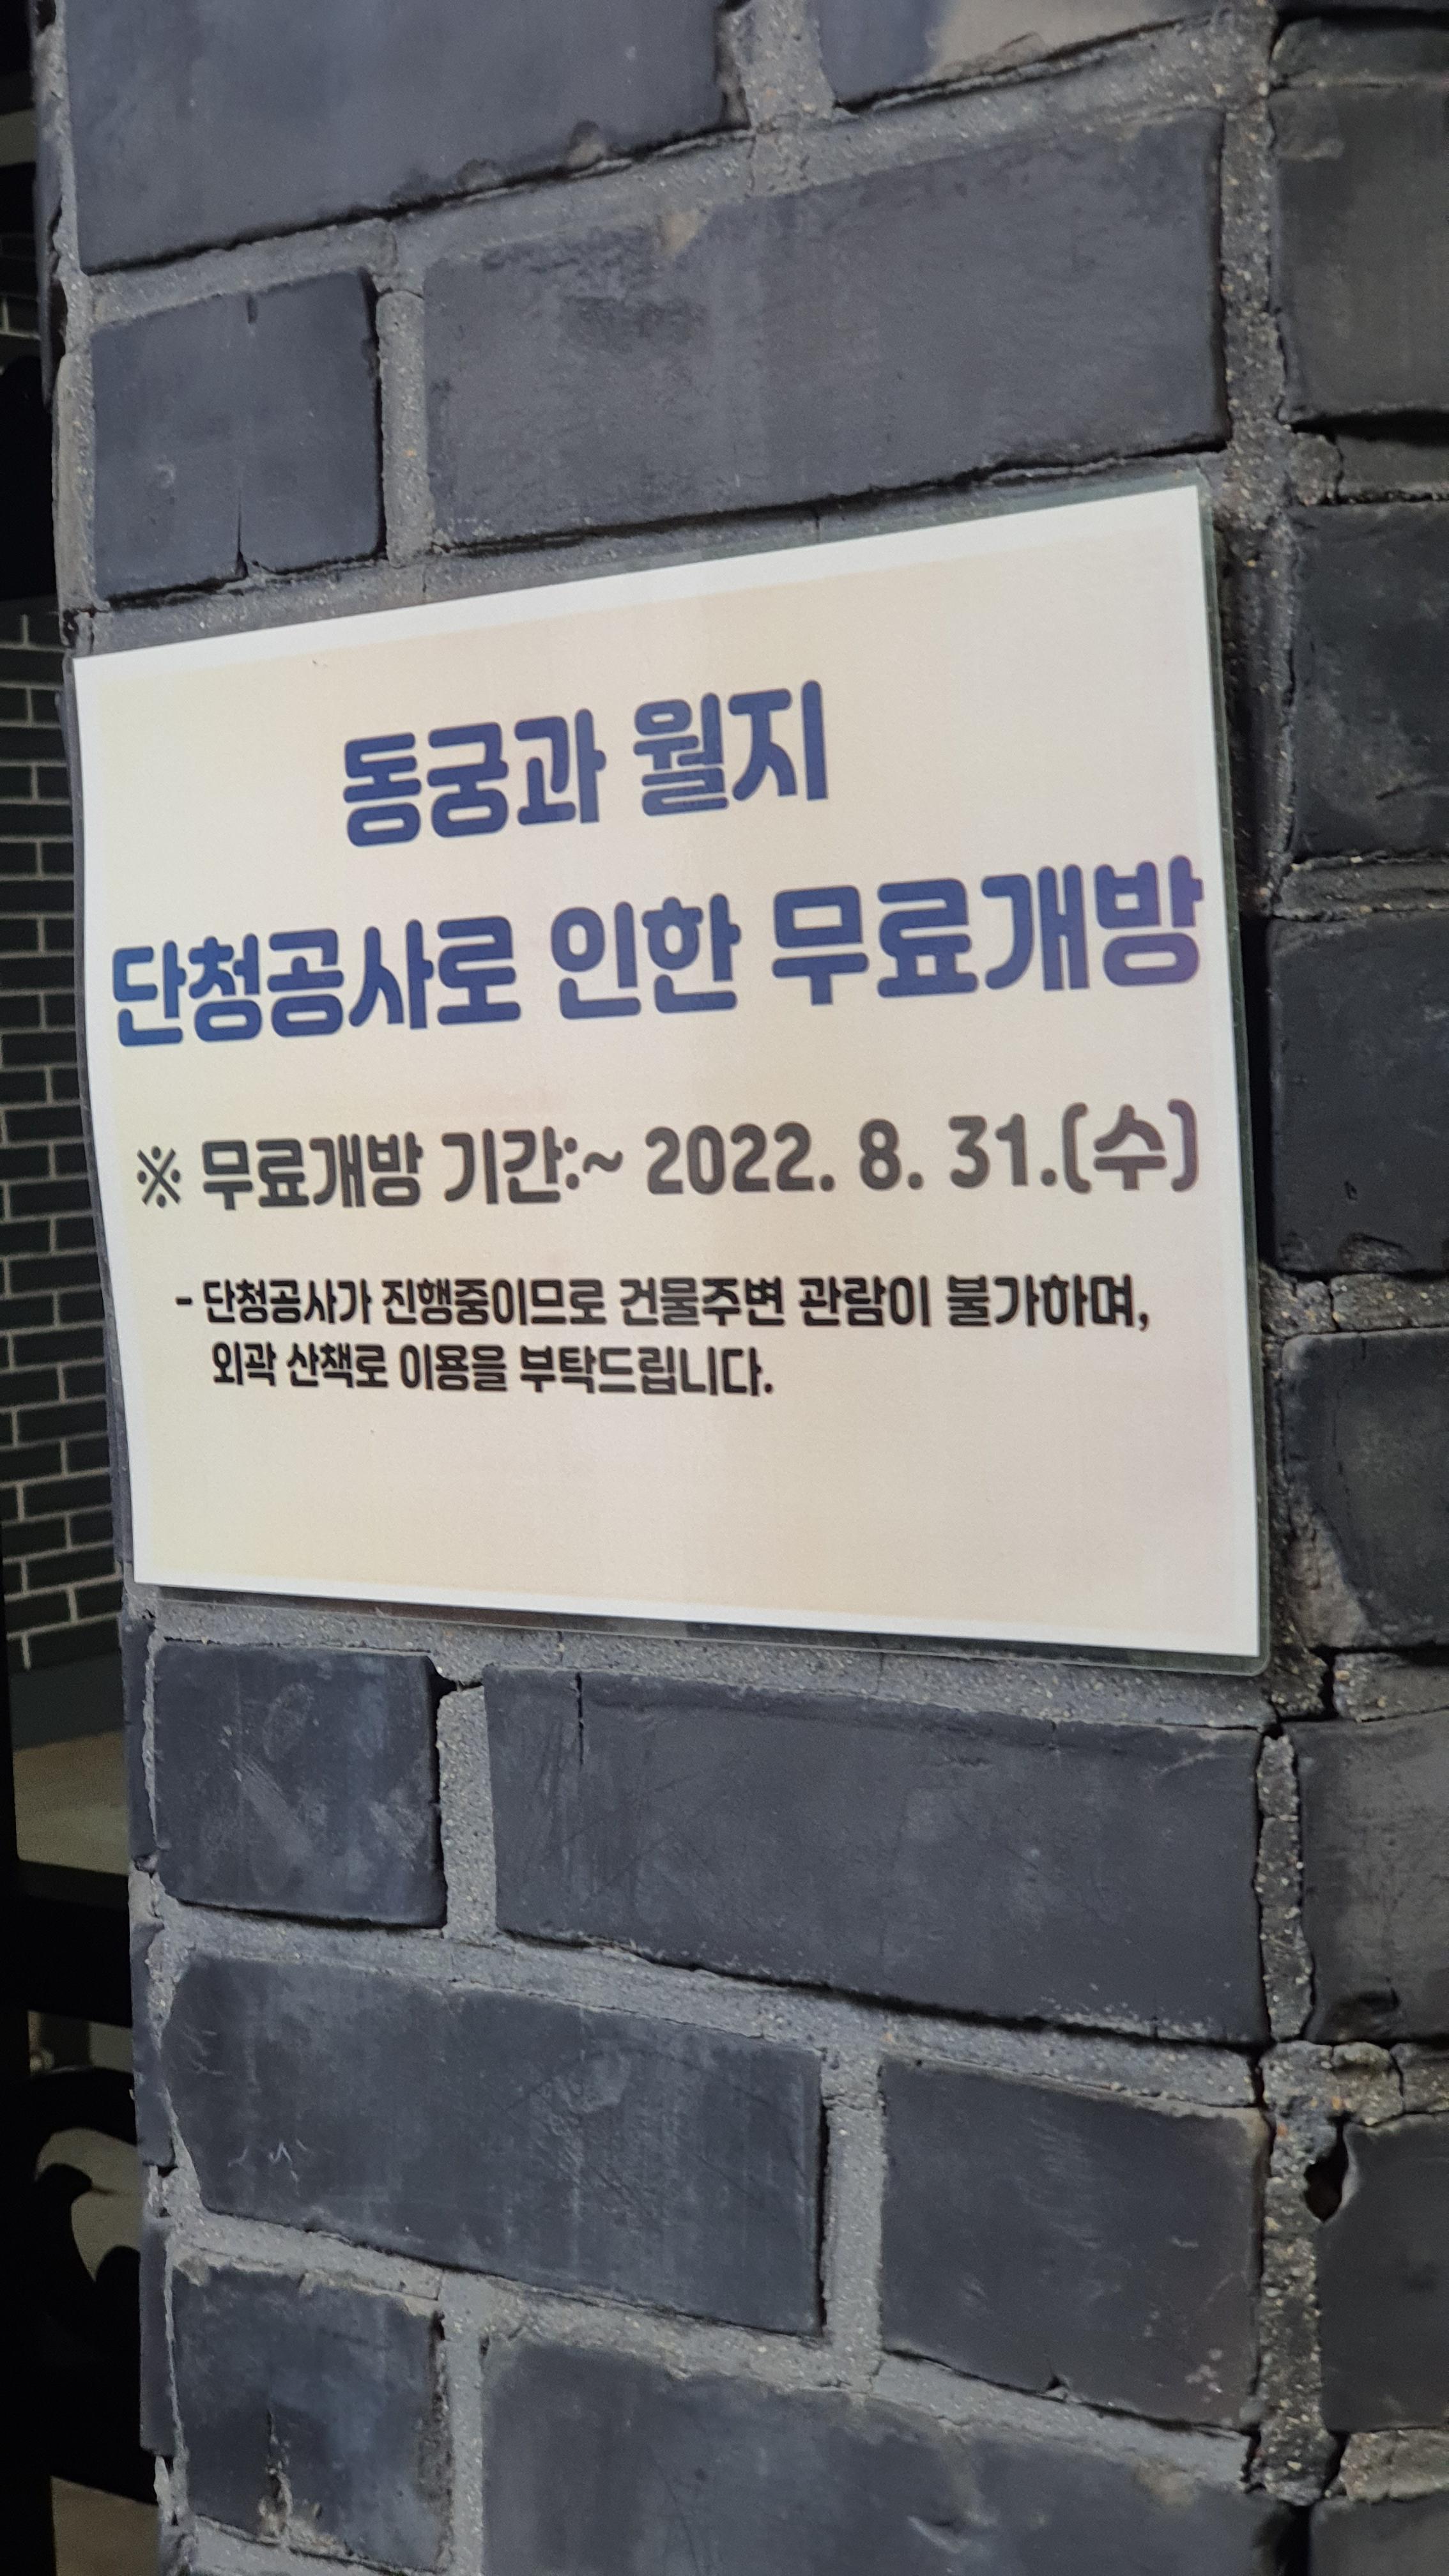 동궁과 월지
단청공사로 인한 무료개방
※ 무료개방 기간:~ 2022. 8. 31.(수)
- 단청공사가 진행중이므로 건물주변 관람이 불가하며,
외곽 산책로 이용을 부탁드립니다.